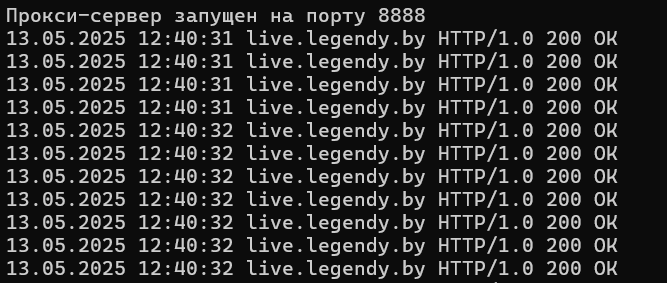 Прокси-сервер запущен на порту 8888
13.05.2025 12:40:31 live.legendy.by HTTP/1.0 200 OK
13.05.2025 12:40:31 live.legendy.by HTTP/1.0 200 OK
13.05.2025 12:40:31 live.legendy.by HTTP/1.0 200 OK
13.05.2025 12:40:31 live.legendy.by HTTP/1.0 200 OK
13.05.2025 12:40:32 live.legendy.by HTTP/1.0 200 OK
13.05.2025 12:40:32 live.legendy.by HTTP/1.0 200 OK
13.05.2025 12:40:32 live.legendy.by HTTP/1.0 200 OK
13.05.2025 12:40:32 live.legendy.by HTTP/1.0 200 OK
13.05.2025 12:40:32 live.legendy.by HTTP/1.0 200 OK
13.05.2025 12:40:32 live.legendy.by HTTP/1.0 200 OK
13.05.2025 12:40:32 live.legendy.by HTTP/1.0 200 OK